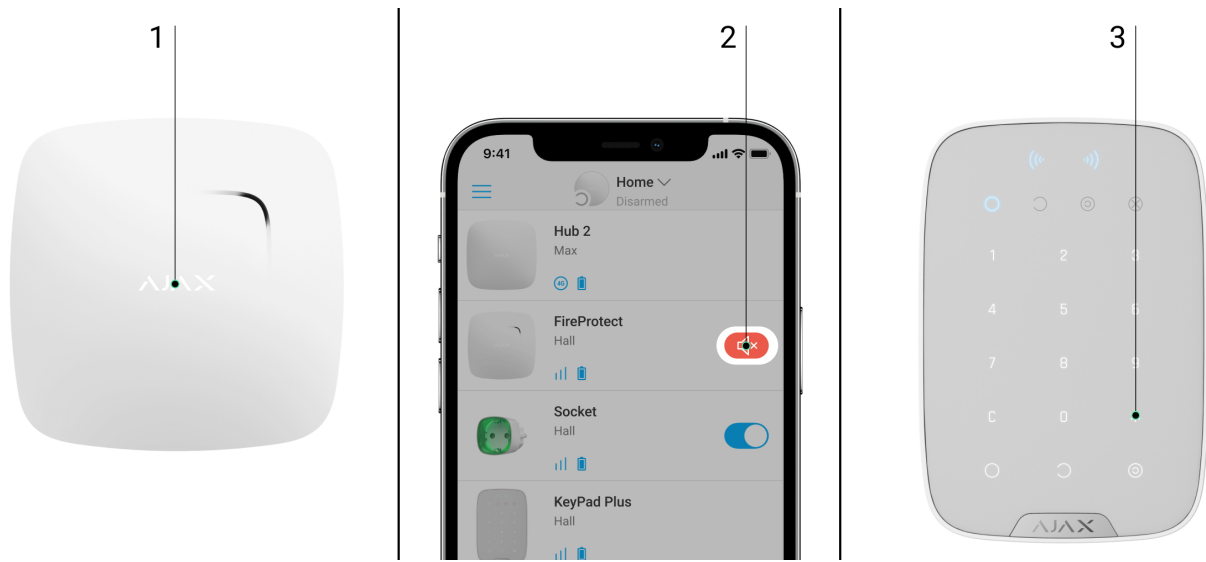 1
AJAX
2
9:41
Home
Disarmed
Hub 2
Max
40
FireProtect
Hall
Socket
Hall
KeyPad Plus
Hall
3
1 2 3
4 5 6
7 8 9
C 0
AJAX